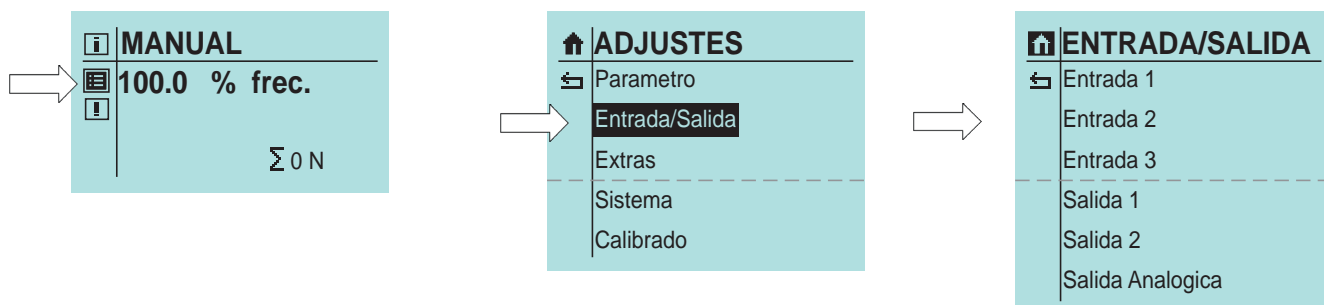 MANUAL
100.0 % frec.
Σ 0 N
ADJUSTES
Parametro
Entrada/Salida
Extras
Sistema
Calibrado
ENTRADA/SALIDA
Entrada 1
Entrada 2
Entrada 3
Salida 1
Salida 2
Salida Analogica